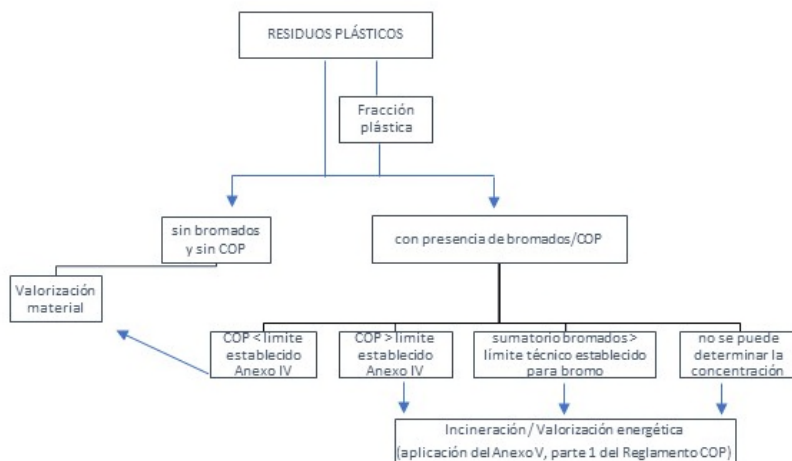 RESIDUOS PLÁSTICOS
Fracción
plástica
sin bromados
y sin COP
con presencia de bromados/COP
Valorización
material
COP < limite
establecido
Anexo IV
COP > limite
establecido
Anexo IV
sumatorio bromados >
límite técnico establecido
para bromo
no se puede
determinar la
concentración
Incineración / Valorización energética
(aplicación del Anexo V, parte 1 del Reglamento COP)